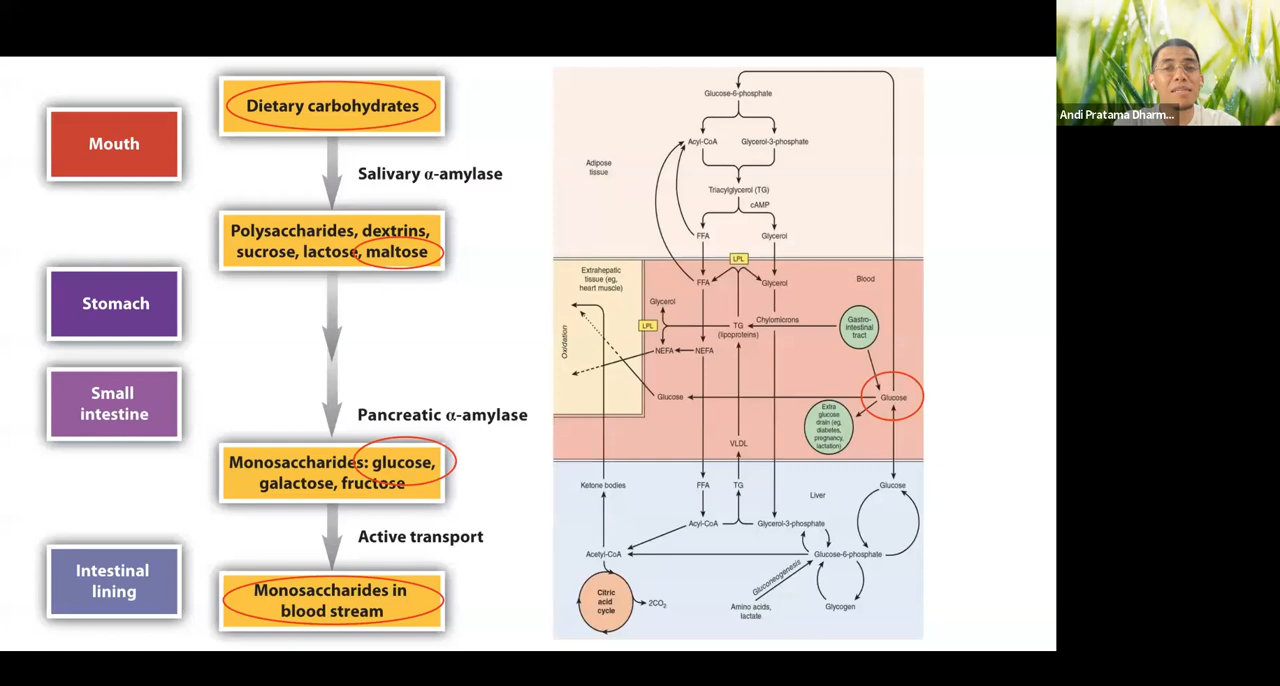 Mouth
Stomach
Small
intestine
Intestinal
lining
Dietary carbohydrates
Salivary α-amylase
Polysaccharides, dextrins,
sucrose, lactose, maltose
Pancreatic α-amylase
Monosaccharides: glucose,
galactose, fructose
Active transport
Monosaccharides in
blood stream
Glucose-6-phosphate
Acyl-CoA
Glycerol-3-phosphate
Adipose
tissue
Triacylglycerol (TG)
cAMP
FFA
Glycerol
LPL
Extrahepatic
tissue (eg,
heart muscle)
Oxidation
FFA
Glycerol
Blood
Glycerol
LPL
TG
(lipoproteins)
Chylomicrons
Gastro-
intestinal
tract
NEFA
NEFA
Glucose
Glucose
Extra
glucose
drain (eg,
diabetes,
pregnancy,
lactation)
VLDL
Ketone bodies
FFA
TG
Liver
Glucose
Acyl-CoA
Glycerol-3-phosphate
Acetyl-CoA
Glucose-6-phosphate
Gluconeogenesis
Citric
acid
cycle
2CO₂
Amino acids,
lactate
Glycogen
Andi Pratama Dharm...